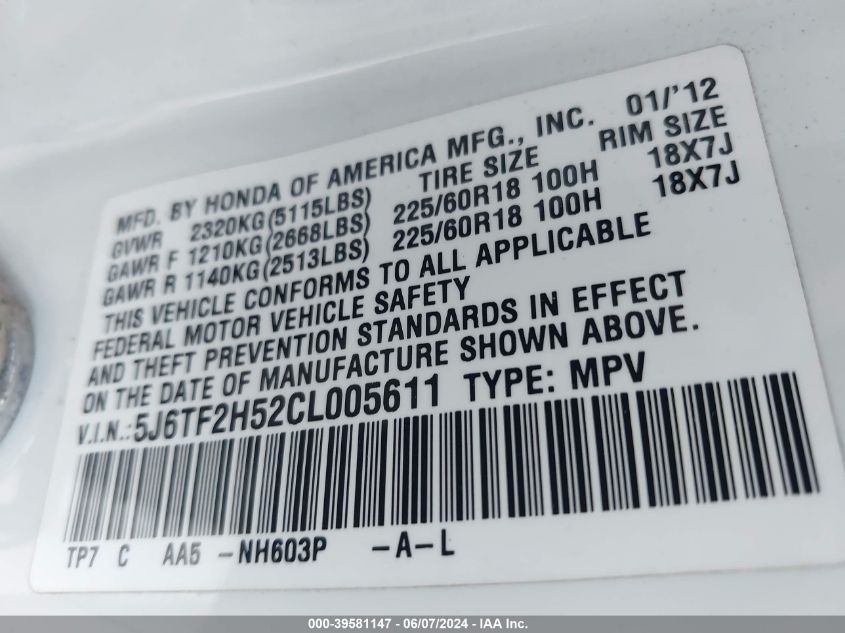 MFD. BY HONDA OF AMERICA MFG., INC. 01/'12
GVWR 2320KG(5115LBS) TIRE SIZE RIM SIZE
GAWR F 1210KG(2668LBS) 225/60R18 100H 18X7J
GAWR R 1140KG(2513LBS) 225/60R18 100H 18X7J
THIS VEHICLE CONFORMS TO ALL APPLICABLE
FEDERAL MOTOR VEHICLE SAFETY
AND THEFT PREVENTION STANDARDS IN EFFECT
ON THE DATE OF MANUFACTURE SHOWN ABOVE.
V.I.N.:5J6TF2H52CL005611 TYPE: MPV
TP7 C AA5 -NH603P -A-L
000-39581147 - 06/07/2024 - IAA Inc.